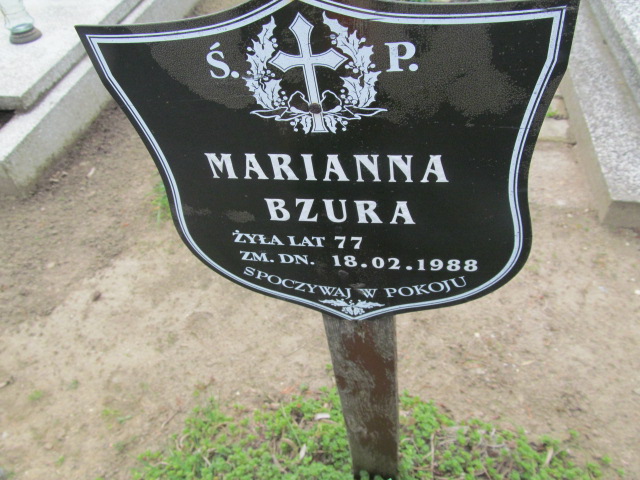 Ś. P.
MARIANNA
BZURA
ŻYŁA LAT 77
ZM. DN. 18.02.1988
SPOCZYWAJ W POKOJU